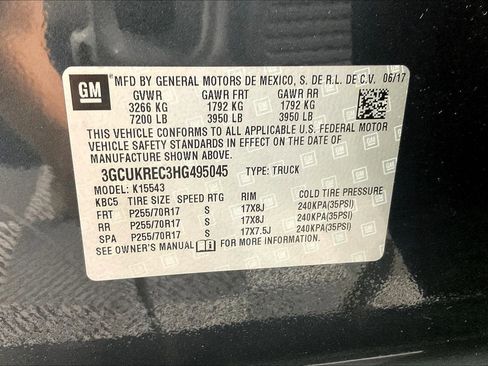 GM
MFD BY GENERAL MOTORS DE MEXICO, S. DE R.L. DE C.V. 06/17
GVWR GAWR FRT GAWR RR
3266 KG 1792 KG 1792 KG
7200 LB 3950 LB 3950 LB
THIS VEHICLE CONFORMS TO ALL APPLICABLE U.S. FEDERAL MOTOR
VEHICLE SAFETY STANDARDS IN EFFECT ON THE DATE OF
MANUFACTURE SHOWN ABOVE.
3GCUKREC3HG495045 TYPE: TRUCK
MODEL: K15543
KBC5 TIRE SIZE SPEED RTG RIM COLD TIRE PRESSURE
FRT P255/70R17 S 17X8J 240KPA(35PSI)
RR P255/70R17 S 17X8J 240KPA(35PSI)
SPA P255/70R17 S 17X7.5J 240KPA(35PSI)
SEE OWNER'S MANUAL FOR MORE INFORMATION.